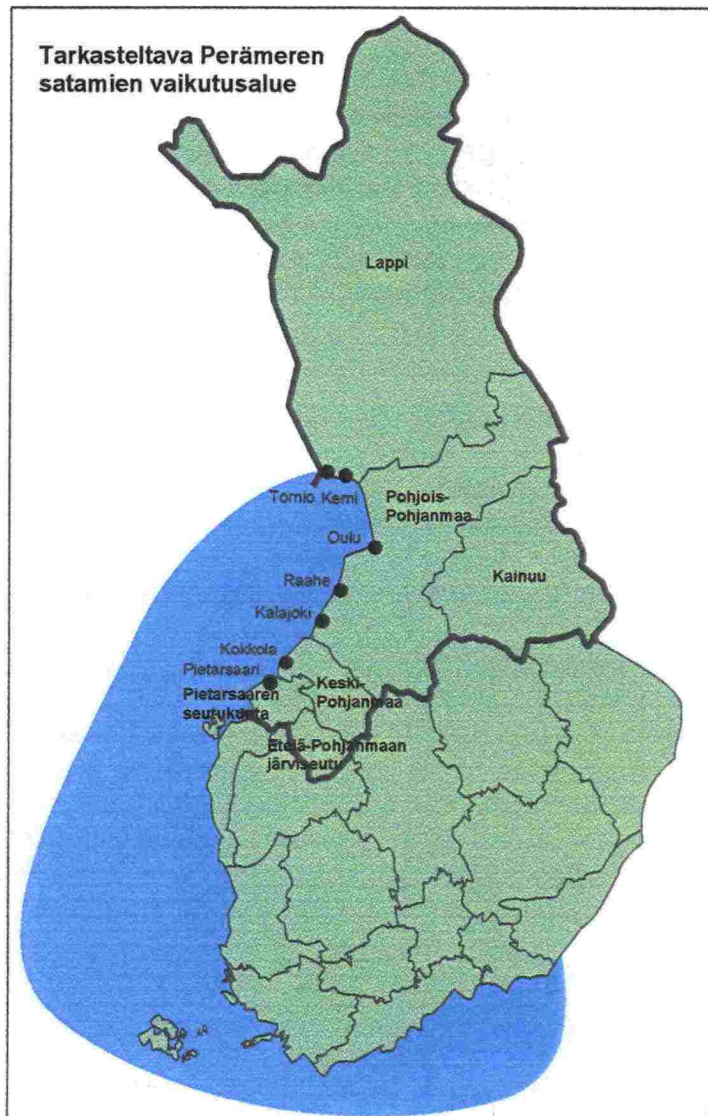 Tarkasteltava Perämeren
satamien vaikutusalue
Lappi
Tornio
Kemi
Pohjois-
Pohjanmaa
Oulu
Kainuu
Raahe
Kalajoki
Kokkola
Pietarsaari
Pietarsaaren
seutukunta
Keski-
Pohjanmaa
Etelä-Pohjanmaan
järviseutu